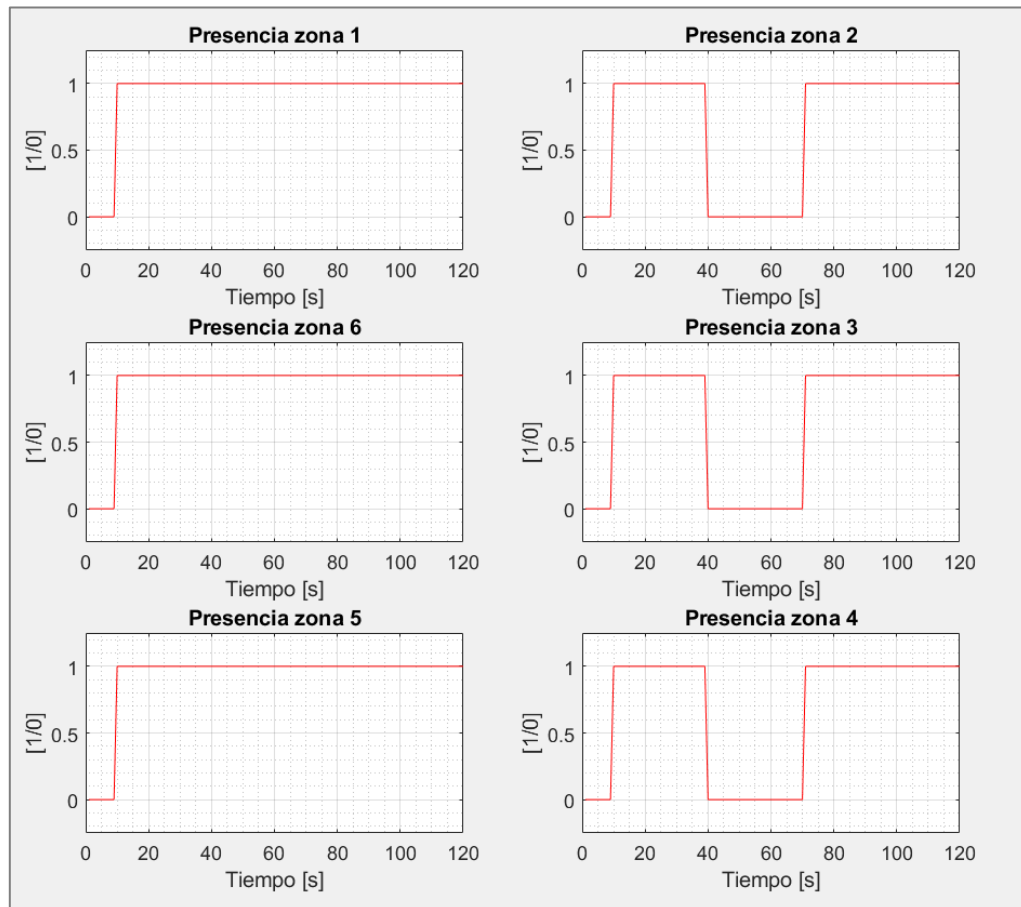 Presencia zona 1
1
0.5
0
[1/0]
0 20 40 60 80 100 120
Tiempo [s]
Presencia zona 2
1
0.5
0
[1/0]
0 20 40 60 80 100 120
Tiempo [s]
Presencia zona 6
1
0.5
0
[1/0]
0 20 40 60 80 100 120
Tiempo [s]
Presencia zona 3
1
0.5
0
[1/0]
0 20 40 60 80 100 120
Tiempo [s]
Presencia zona 5
1
0.5
0
[1/0]
0 20 40 60 80 100 120
Tiempo [s]
Presencia zona 4
1
0.5
0
[1/0]
0 20 40 60 80 100 120
Tiempo [s]